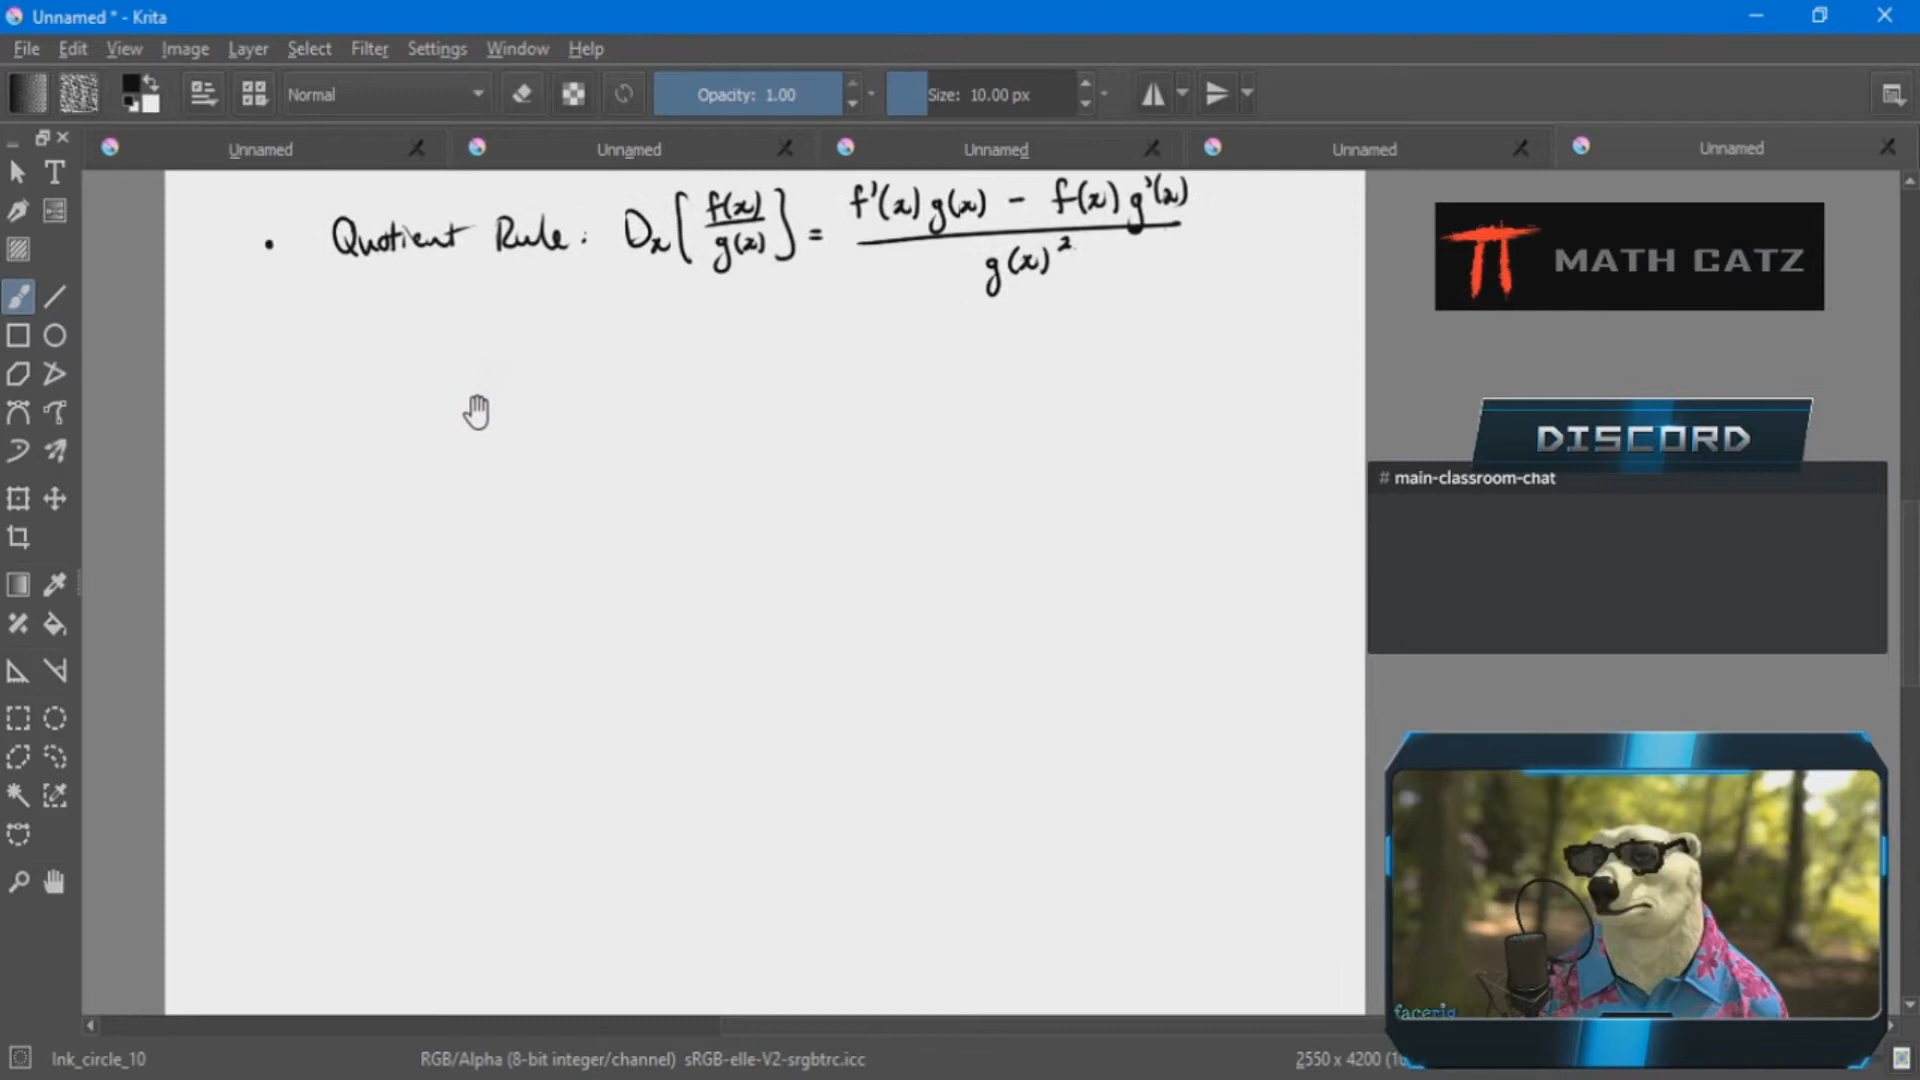 Unnamed * - Krita
File Edit View Image Layer Select Filter Settings Window Help
Normal Opacity: 1.00 Size: 10.00 px
Unnamed Unnamed Unnamed Unnamed Unnamed
• Quotient Rule: Dx[f(x)/g(x)] = (f'(x) g(x) - f(x) g'(x))/g(x)²
MATH CATZ
DISCORD
# main-classroom-chat
facerig
Ink_circle_10 RGB/Alpha (8-bit integer/channel) sRGB-elle-V2-srgbtrc.icc 2550 x 4200